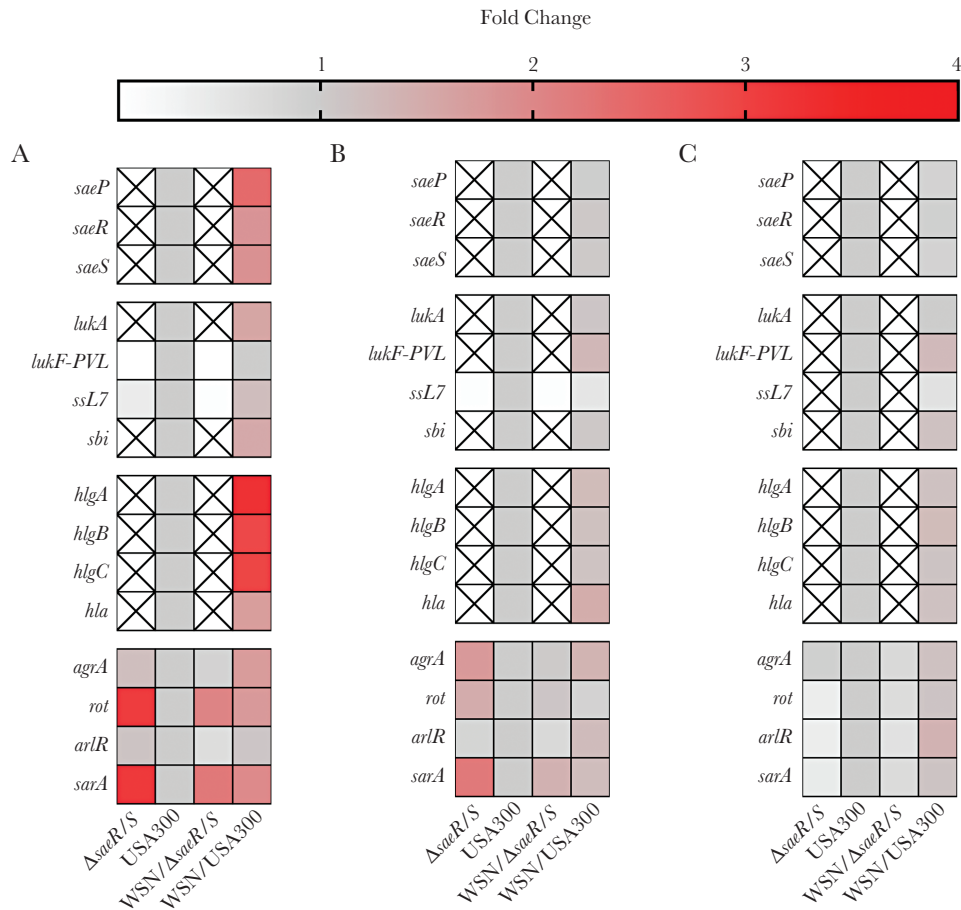 Fold Change
1 2 3 4
A
saeP
saeR
saeS
lukA
lukF-PVL
ssL7
sbi
hlgA
hlgB
hlgC
hla
agrA
rot
arlR
sarA
ΔsaeR/S
USA300
WSN/ΔsaeR/S
WSN/USA300
B
saeP
saeR
saeS
lukA
lukF-PVL
ssL7
sbi
hlgA
hlgB
hlgC
hla
agrA
rot
arlR
sarA
ΔsaeR/S
USA300
WSN/ΔsaeR/S
WSN/USA300
C
saeP
saeR
saeS
lukA
lukF-PVL
ssL7
sbi
hlgA
hlgB
hlgC
hla
agrA
rot
arlR
sarA
ΔsaeR/S
USA300
WSN/ΔsaeR/S
WSN/USA300